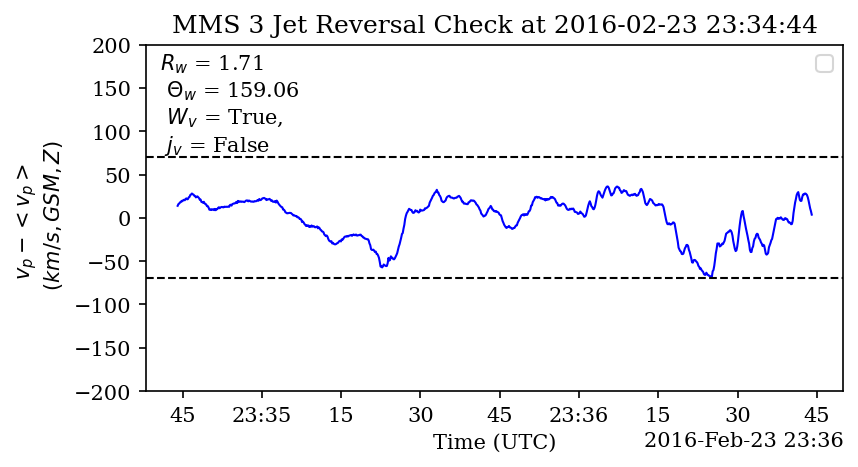 MMS 3 Jet Reversal Check at 2016-02-23 23:34:44
200
150
100
50
0
−50
−100
−150
−200
v_p − < v_p >
(km/s, GSM, Z)
R_w = 1.71
Θ_w = 159.06
W_v = True,
j_v = False
45 23:35 15 30 45 23:36 15 30 45
Time (UTC)
2016-Feb-23 23:36